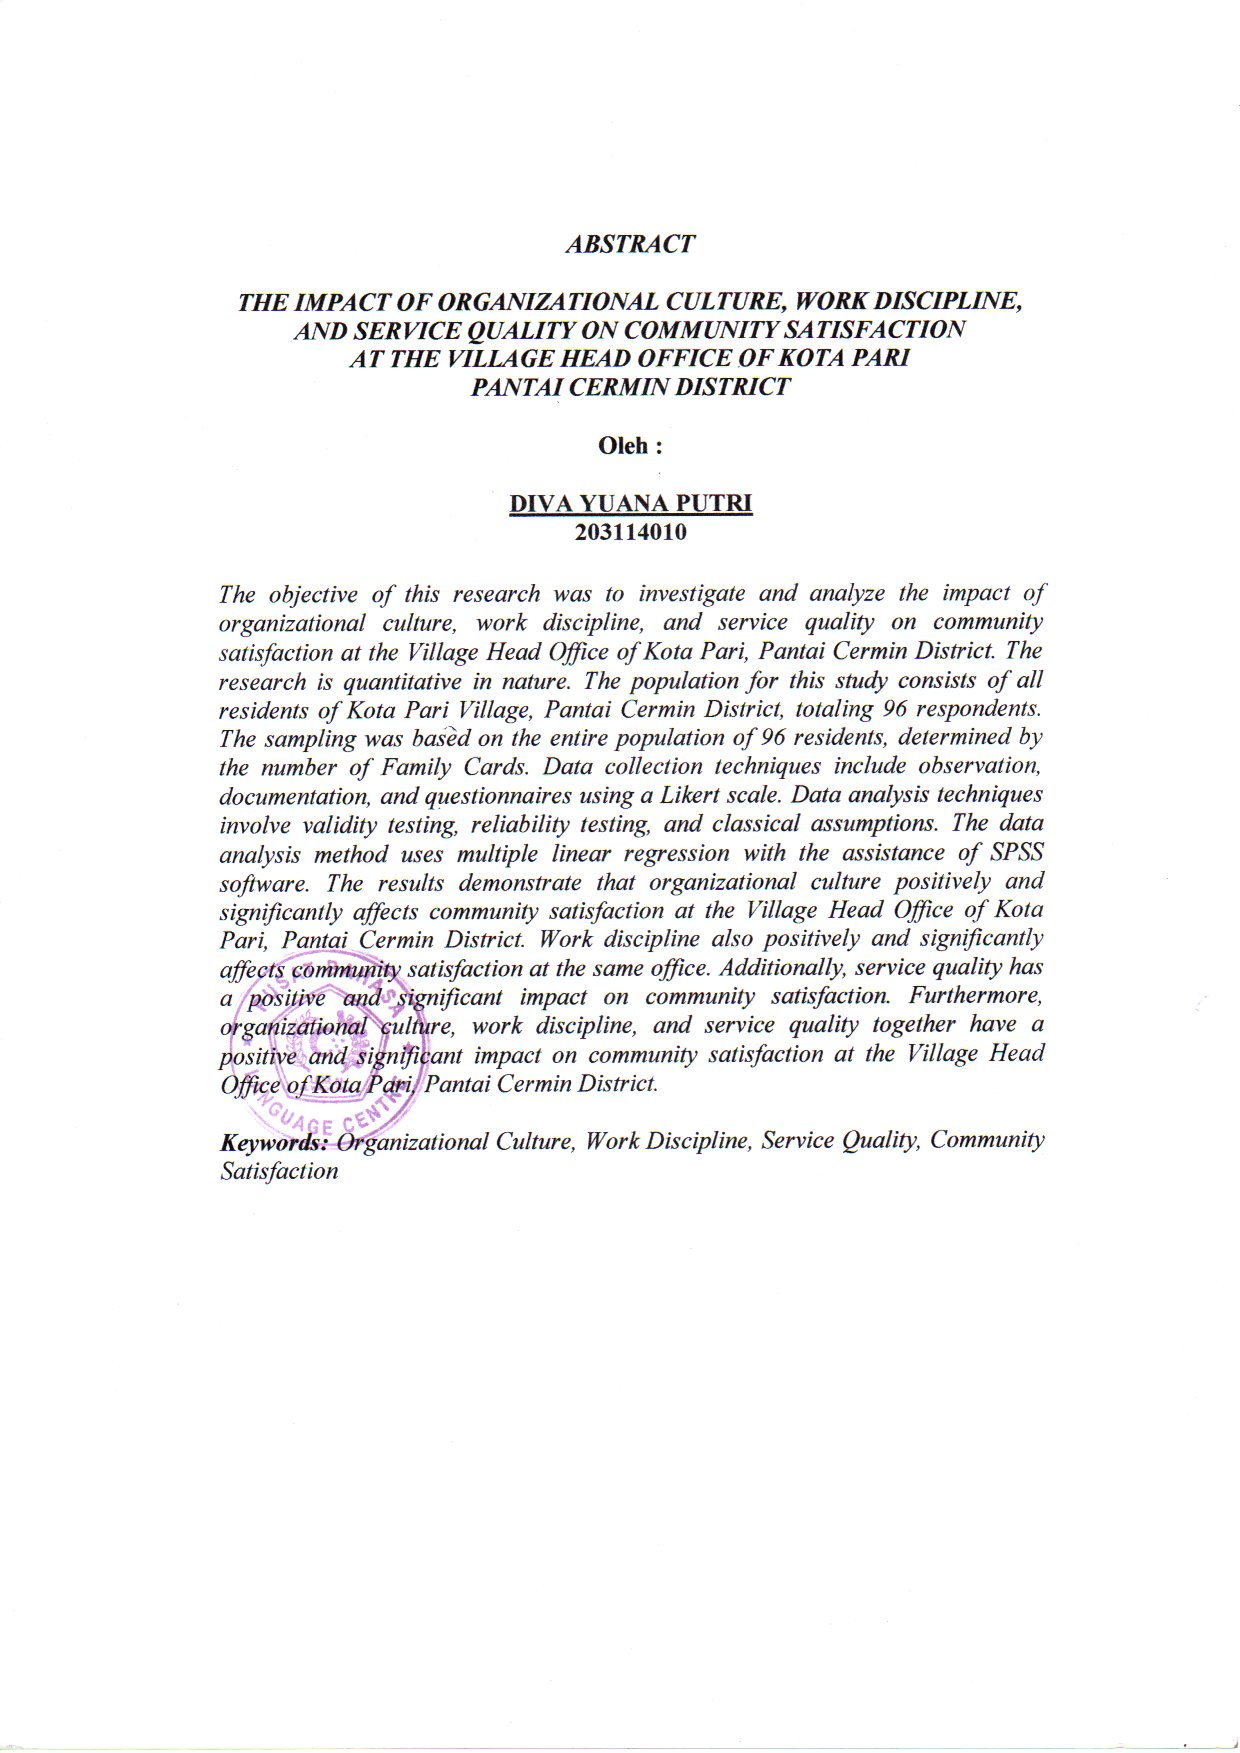 ABSTRACT
THE IMPACT OF ORGANIZATIONAL CULTURE, WORK DISCIPLINE,
AND SERVICE QUALITY ON COMMUNITY SATISFACTION
AT THE VILLAGE HEAD OFFICE OF KOTA PARI
PANTAI CERMIN DISTRICT
Oleh :
DIVA YUANA PUTRI
203114010
The objective of this research was to investigate and analyze the impact of
organizational culture, work discipline, and service quality on community
satisfaction at the Village Head Office of Kota Pari, Pantai Cermin District. The
research is quantitative in nature. The population for this study consists of all
residents of Kota Pari Village, Pantai Cermin District, totaling 96 respondents.
The sampling was based on the entire population of 96 residents, determined by
the number of Family Cards. Data collection techniques include observation,
documentation, and questionnaires using a Likert scale. Data analysis techniques
involve validity testing, reliability testing, and classical assumptions. The data
analysis method uses multiple linear regression with the assistance of SPSS
software. The results demonstrate that organizational culture positively and
significantly affects community satisfaction at the Village Head Office of Kota
Pari, Pantai Cermin District. Work discipline also positively and significantly
affects community satisfaction at the same office. Additionally, service quality has
a positive and significant impact on community satisfaction. Furthermore,
organizational culture, work discipline, and service quality together have a
positive and significant impact on community satisfaction at the Village Head
Office of Kota Pari, Pantai Cermin District.
PUSAT BAHASA
LANGUAGE CENTRE
Keywords: Organizational Culture, Work Discipline, Service Quality, Community
Satisfaction